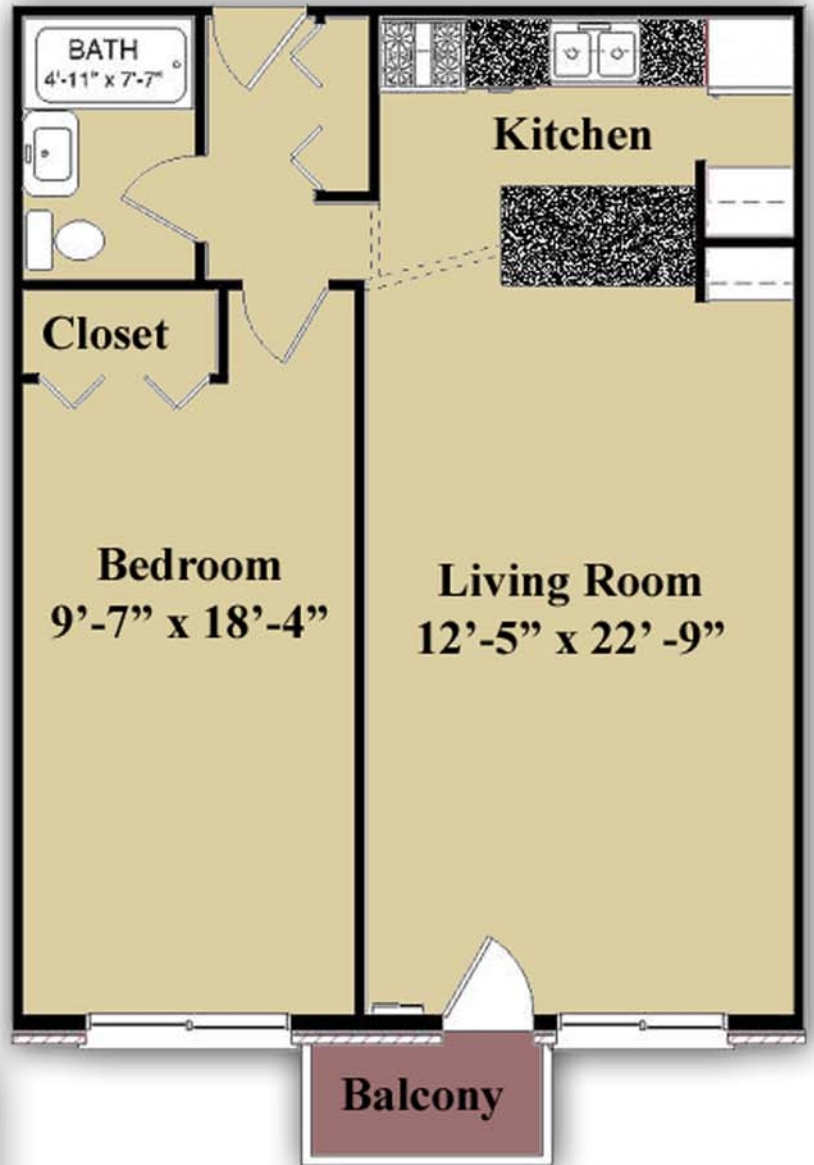 BATH
4'-11" x 7'-7"
Kitchen
Closet
Bedroom
9’-7” x 18’-4”
Living Room
12’-5” x 22’ -9”
Balcony